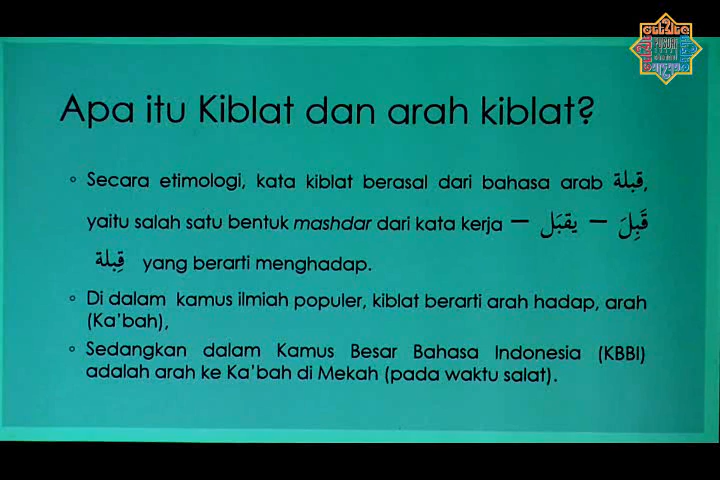 Apa itu Kiblat dan arah kiblat?
◦ Secara etimologi, kata kiblat berasal dari bahasa arab قبلة,
yaitu salah satu bentuk mashdar dari kata kerja قَبِلَ – يقبَل –
قِبلة yang berarti menghadap.
◦ Di dalam kamus ilmiah populer, kiblat berarti arah hadap, arah
(Ka'bah),
◦ Sedangkan dalam Kamus Besar Bahasa Indonesia (KBBI)
adalah arah ke Ka'bah di Mekah (pada waktu salat).